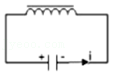 + - i